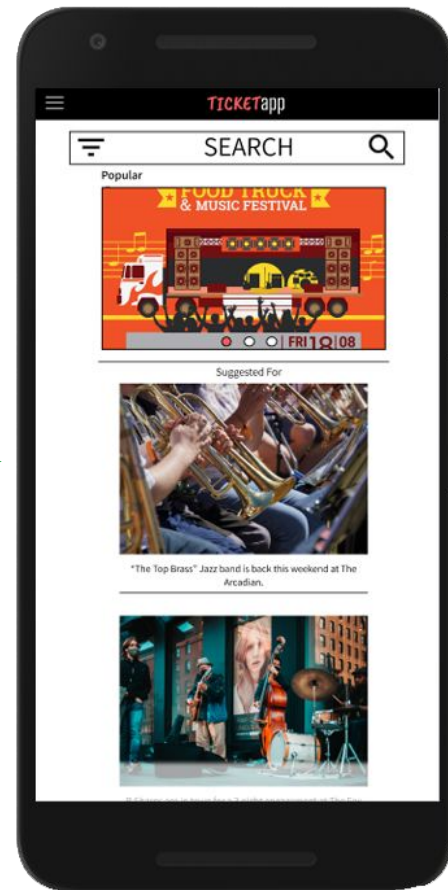 TICKETapp
SEARCH
Popular
FOOD TRUCK
& MUSIC FESTIVAL
FRI 18 08
Suggested For
"The Top Brass" Jazz band is back this weekend at The
Arcadian.